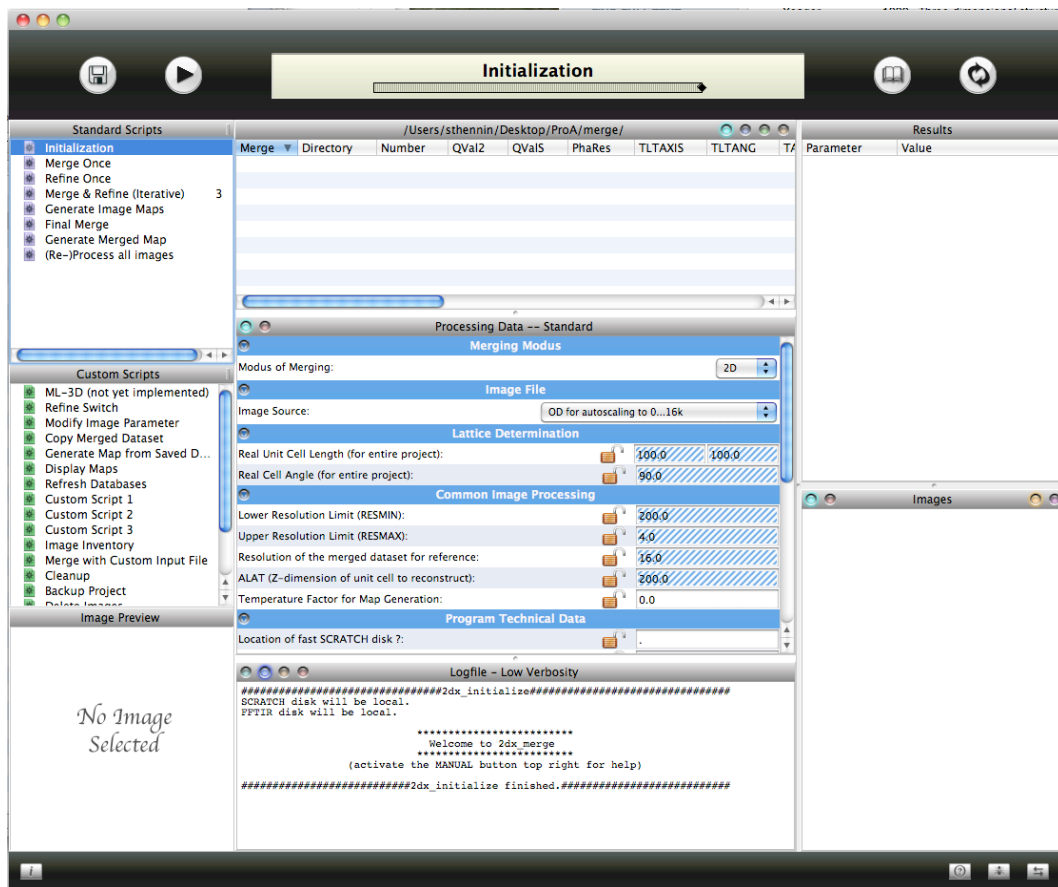 Initialization
Standard Scripts
Initialization
Merge Once
Refine Once
Merge & Refine (Iterative) 3
Generate Image Maps
Final Merge
Generate Merged Map
(Re-)Process all images
Custom Scripts
ML-3D (not yet implemented)
Refine Switch
Modify Image Parameter
Copy Merged Dataset
Generate Map from Saved D...
Display Maps
Refresh Databases
Custom Script 1
Custom Script 2
Custom Script 3
Image Inventory
Merge with Custom Input File
Cleanup
Backup Project
Delete Images
Image Preview
No Image
Selected
/Users/sthennin/Desktop/ProA/merge/
Merge Directory Number QVal2 QValS PhaRes TLTAXIS TLTANG TA
Processing Data -- Standard
Merging Modus
Modus of Merging: 2D
Image File
Image Source: OD for autoscaling to 0...16k
Lattice Determination
Real Unit Cell Length (for entire project): 100.0 100.0
Real Cell Angle (for entire project): 90.0
Common Image Processing
Lower Resolution Limit (RESMIN): 200.0
Upper Resolution Limit (RESMAX): 4.0
Resolution of the merged dataset for reference: 16.0
ALAT (Z-dimension of unit cell to reconstruct): 200.0
Temperature Factor for Map Generation: 0.0
Program Technical Data
Location of fast SCRATCH disk ?: .
Logfile - Low Verbosity
################################2dx_initialize################################
SCRATCH disk will be local.
FFTIR disk will be local.
*************************
Welcome to 2dx_merge
*************************
(activate the MANUAL button top right for help)
###########################2dx_initialize finished.###########################
Results
Parameter Value
Images